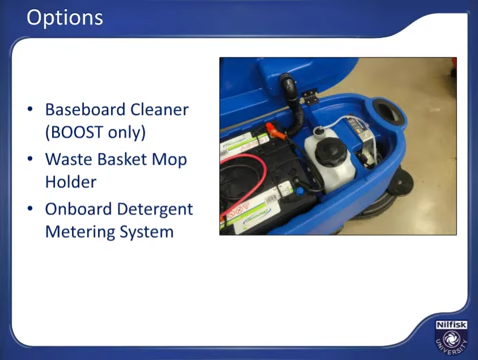 Options
• Baseboard Cleaner
(BOOST only)
• Waste Basket Mop
Holder
• Onboard Detergent
Metering System
Nilfisk
UNIVERSITY